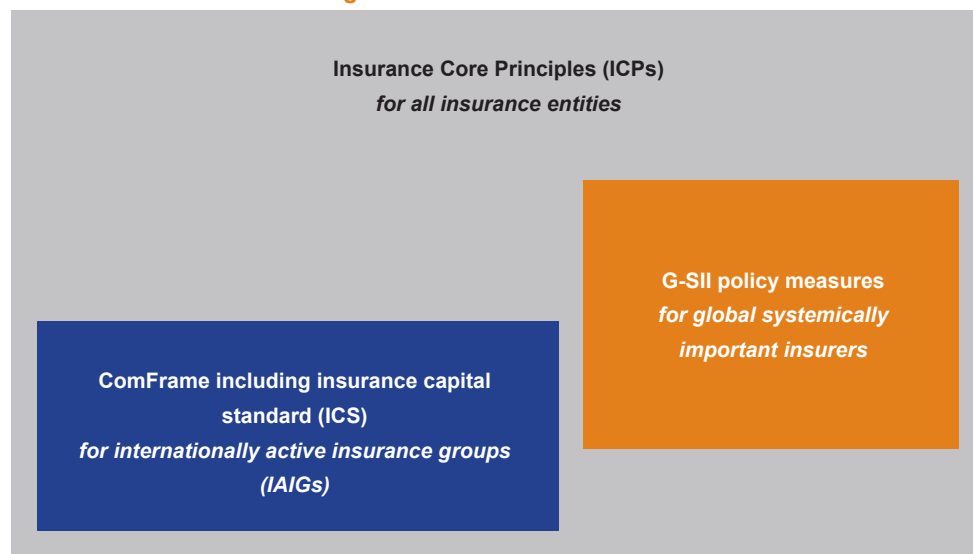 Insurance Core Principles (ICPs)
for all insurance entities
G-SII policy measures
for global systemically
important insurers
ComFrame including insurance capital
standard (ICS)
for internationally active insurance groups
(IAIGs)